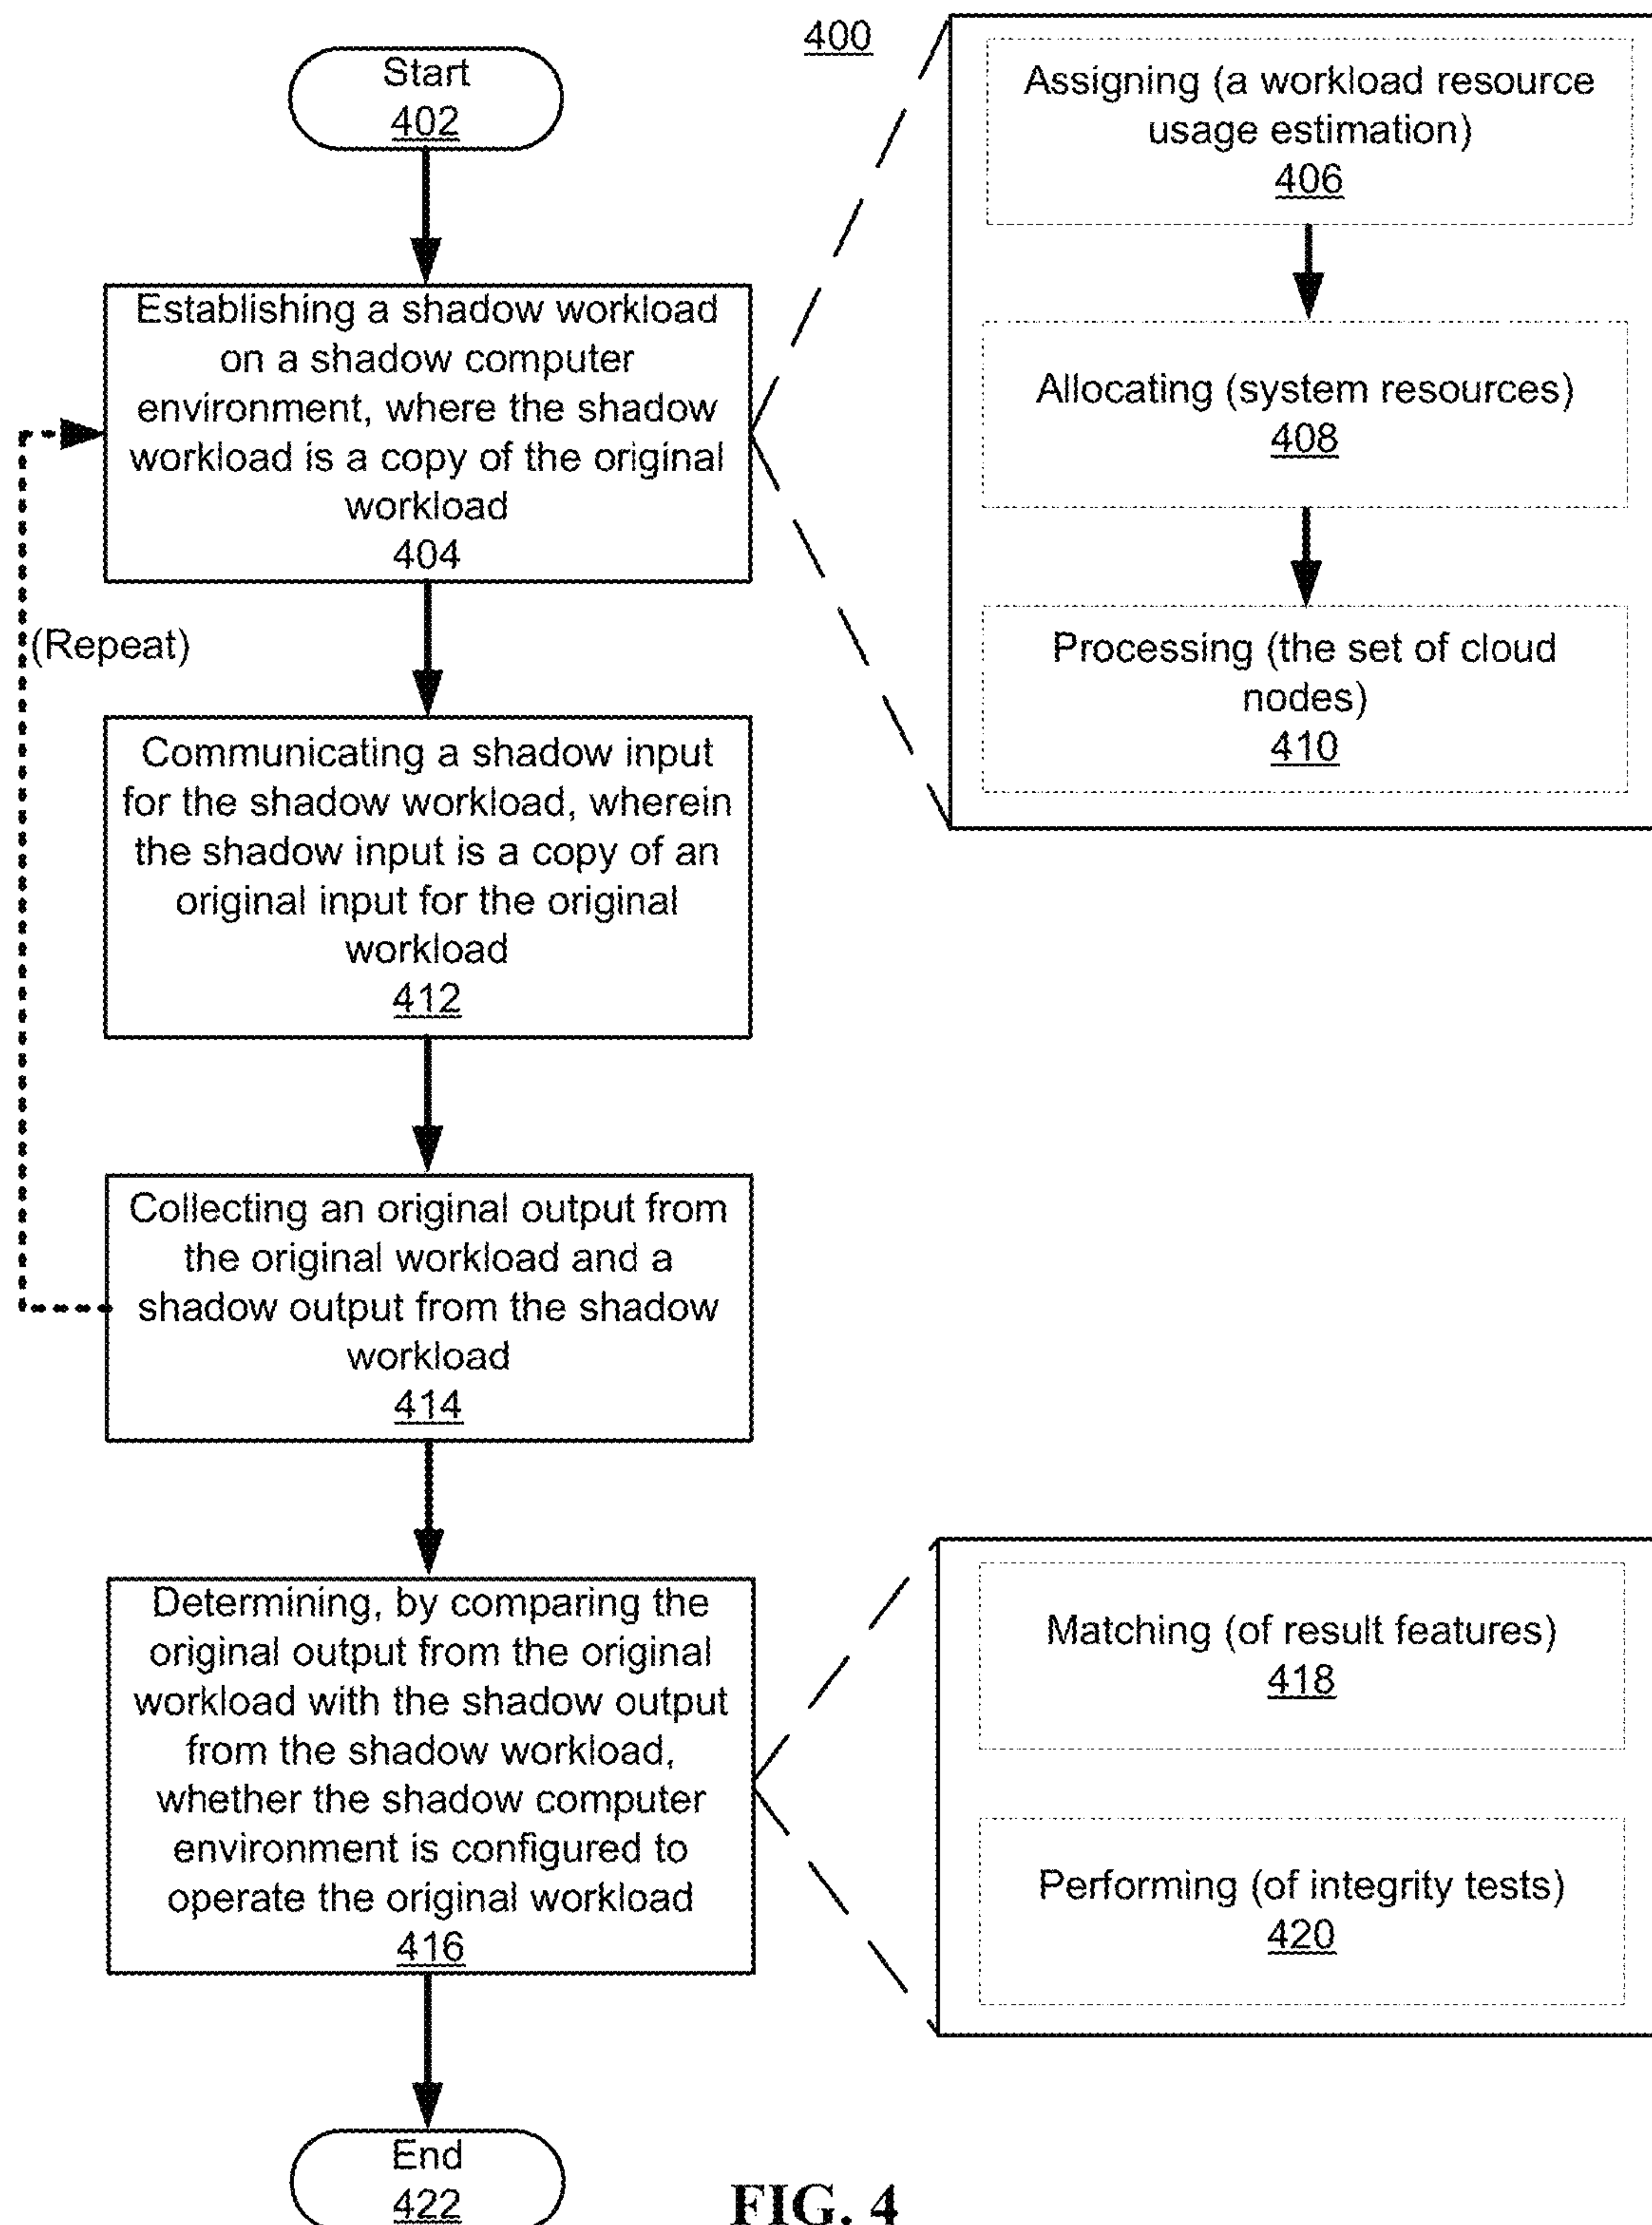 400
Start
402
Establishing a shadow workload
on a shadow computer
environment, where the shadow
workload is a copy of the original
workload
404
Assigning (a workload resource
usage estimation)
406
Allocating (system resources)
408
Processing (the set of cloud
nodes)
410
(Repeat)
Communicating a shadow input
for the shadow workload, wherein
the shadow input is a copy of an
original input for the original
workload
412
Collecting an original output from
the original workload and a
shadow output from the shadow
workload
414
Determining, by comparing the
original output from the original
workload with the shadow output
from the shadow workload,
whether the shadow computer
environment is configured to
operate the original workload
416
Matching (of result features)
418
Performing (of integrity tests)
420
End
422
FIG. 4